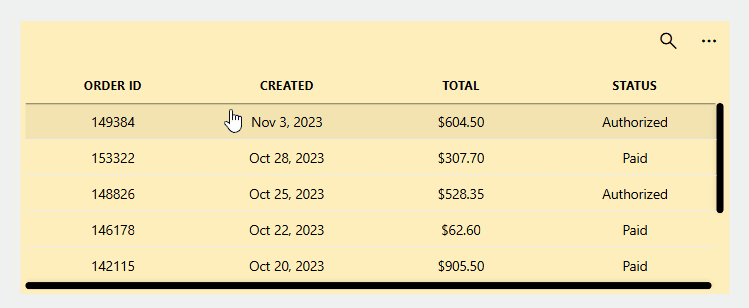 ORDER ID CREATED TOTAL STATUS
149384 Nov 3, 2023 $604.50 Authorized
153322 Oct 28, 2023 $307.70 Paid
148826 Oct 25, 2023 $528.35 Authorized
146178 Oct 22, 2023 $62.60 Paid
142115 Oct 20, 2023 $905.50 Paid